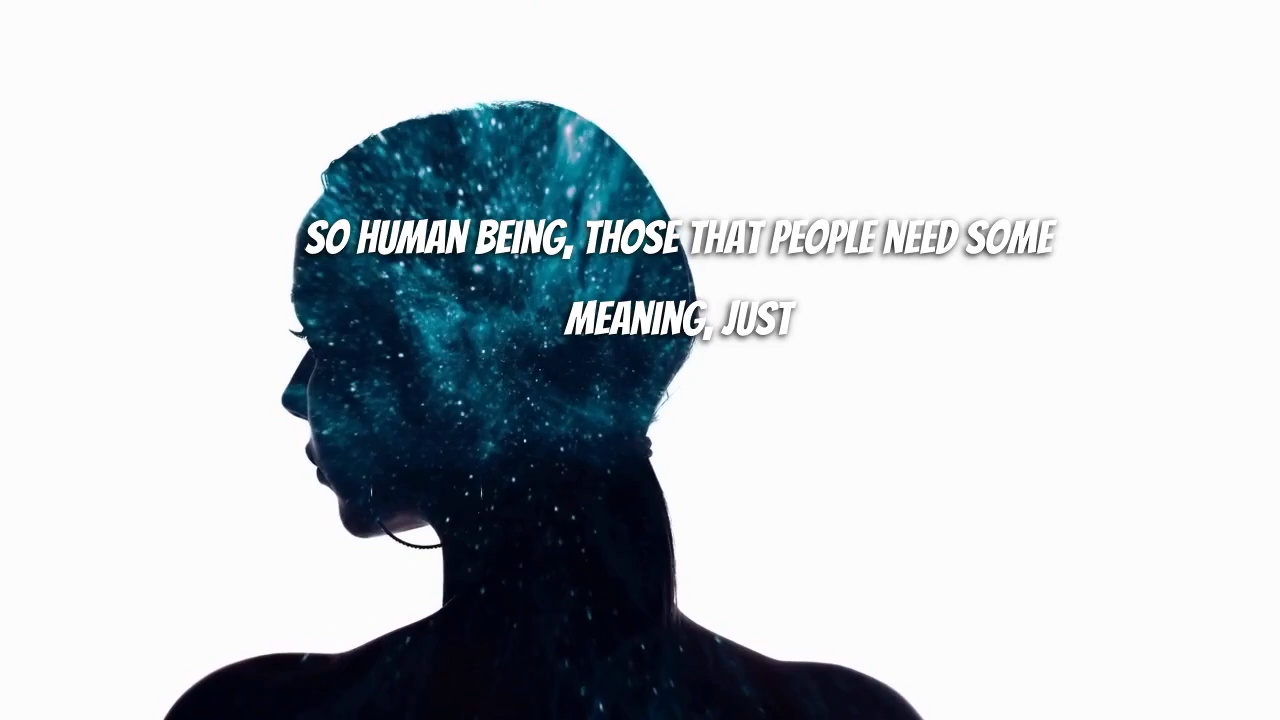 SO HUMAN BEING, THOSE THAT PEOPLE NEED SOME
MEANING, JUST